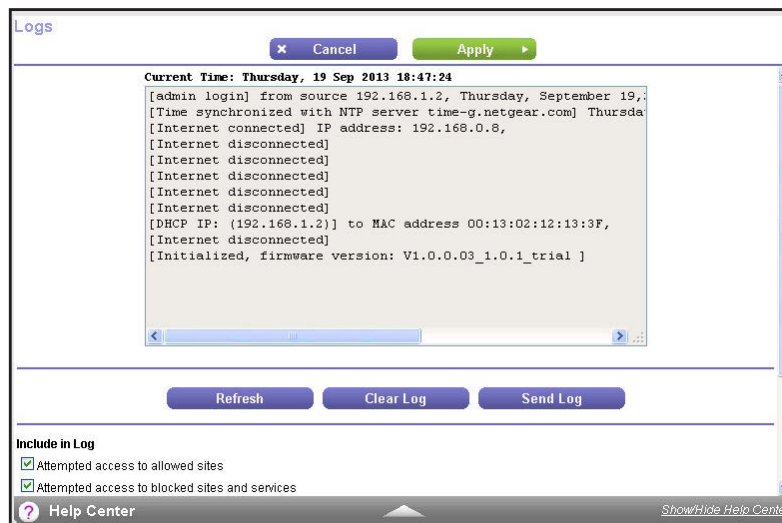 Logs
Cancel Apply
Current Time: Thursday, 19 Sep 2013 18:47:24
[admin login] from source 192.168.1.2, Thursday, September 19,
[Time synchronized with NTP server time-g.netgear.com] Thursda
[Internet connected] IP address: 192.168.0.8,
[Internet disconnected]
[Internet disconnected]
[Internet disconnected]
[Internet disconnected]
[Internet disconnected]
[DHCP IP: (192.168.1.2)] to MAC address 00:13:02:12:13:3F,
[Internet disconnected]
[Initialized, firmware version: V1.0.0.03_1.0.1_trial ]
Refresh Clear Log Send Log
Include in Log
Attempted access to allowed sites
Attempted access to blocked sites and services
? Help Center Show/Hide Help Cente